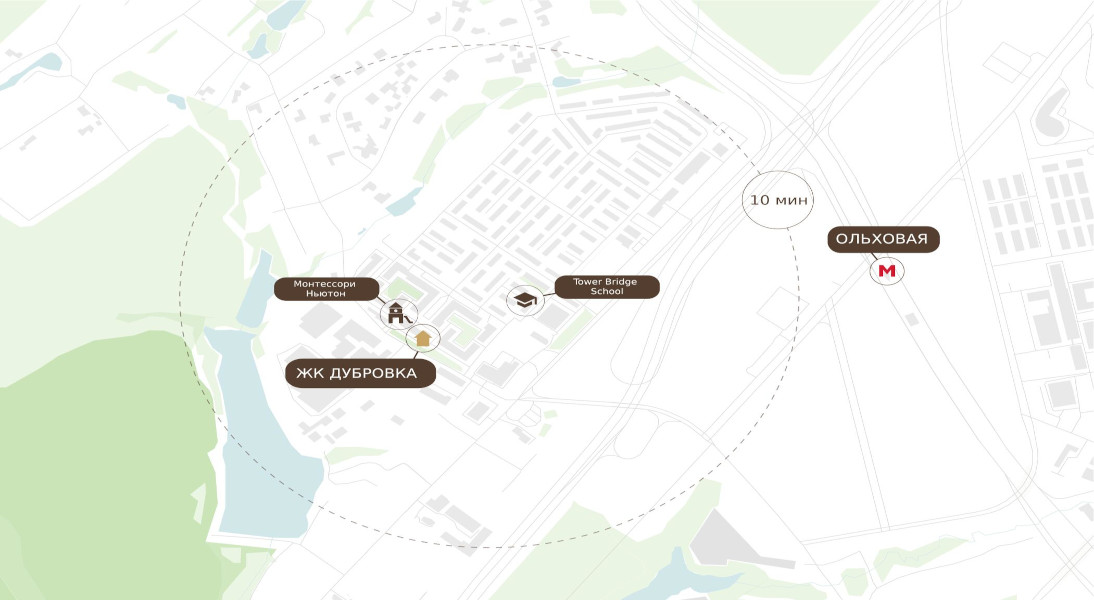 10 мин
ОЛЬХОВАЯ
М
Монтессори
Ньютон
Tower Bridge
School
ЖК ДУБРОВКА